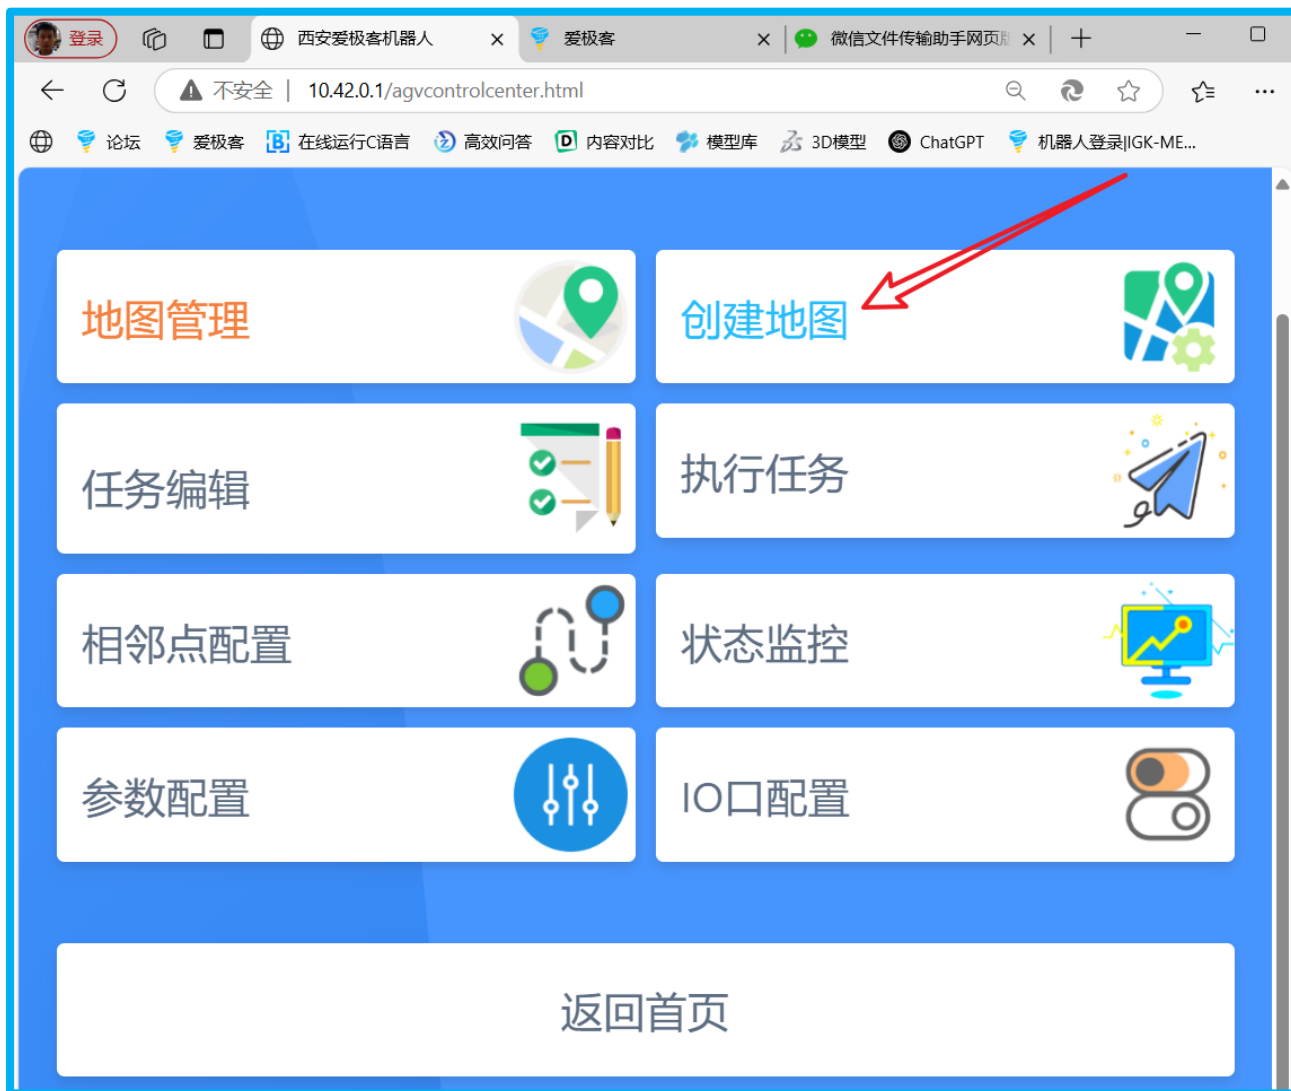 登录
西安爱极客机器人
爱极客
微信文件传输助手网页版
不安全 | 10.42.0.1/agvcontrolcenter.html
论坛
爱极客
[B] 在线运行C语言
高效问答
D 内容对比
模型库
3D模型
ChatGPT
机器人登录||IGK-ME...
地图管理
创建地图
任务编辑
执行任务
相邻点配置
状态监控
参数配置
IO口配置
返回首页